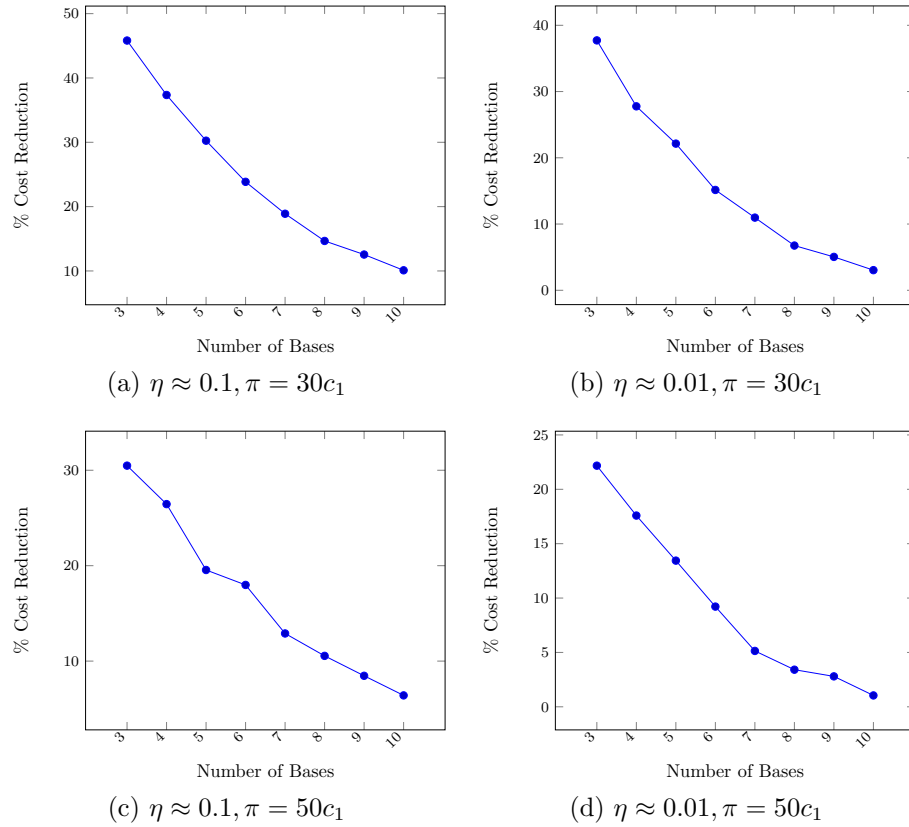 50
40
30
20
10
% Cost Reduction
3 4 5 6 7 8 9 10
Number of Bases
(a) η ≈ 0.1, π = 30c₁
40
30
20
10
0
% Cost Reduction
3 4 5 6 7 8 9 10
Number of Bases
(b) η ≈ 0.01, π = 30c₁
30
20
10
% Cost Reduction
3 4 5 6 7 8 9 10
Number of Bases
(c) η ≈ 0.1, π = 50c₁
25
20
15
10
5
0
% Cost Reduction
3 4 5 6 7 8 9 10
Number of Bases
(d) η ≈ 0.01, π = 50c₁